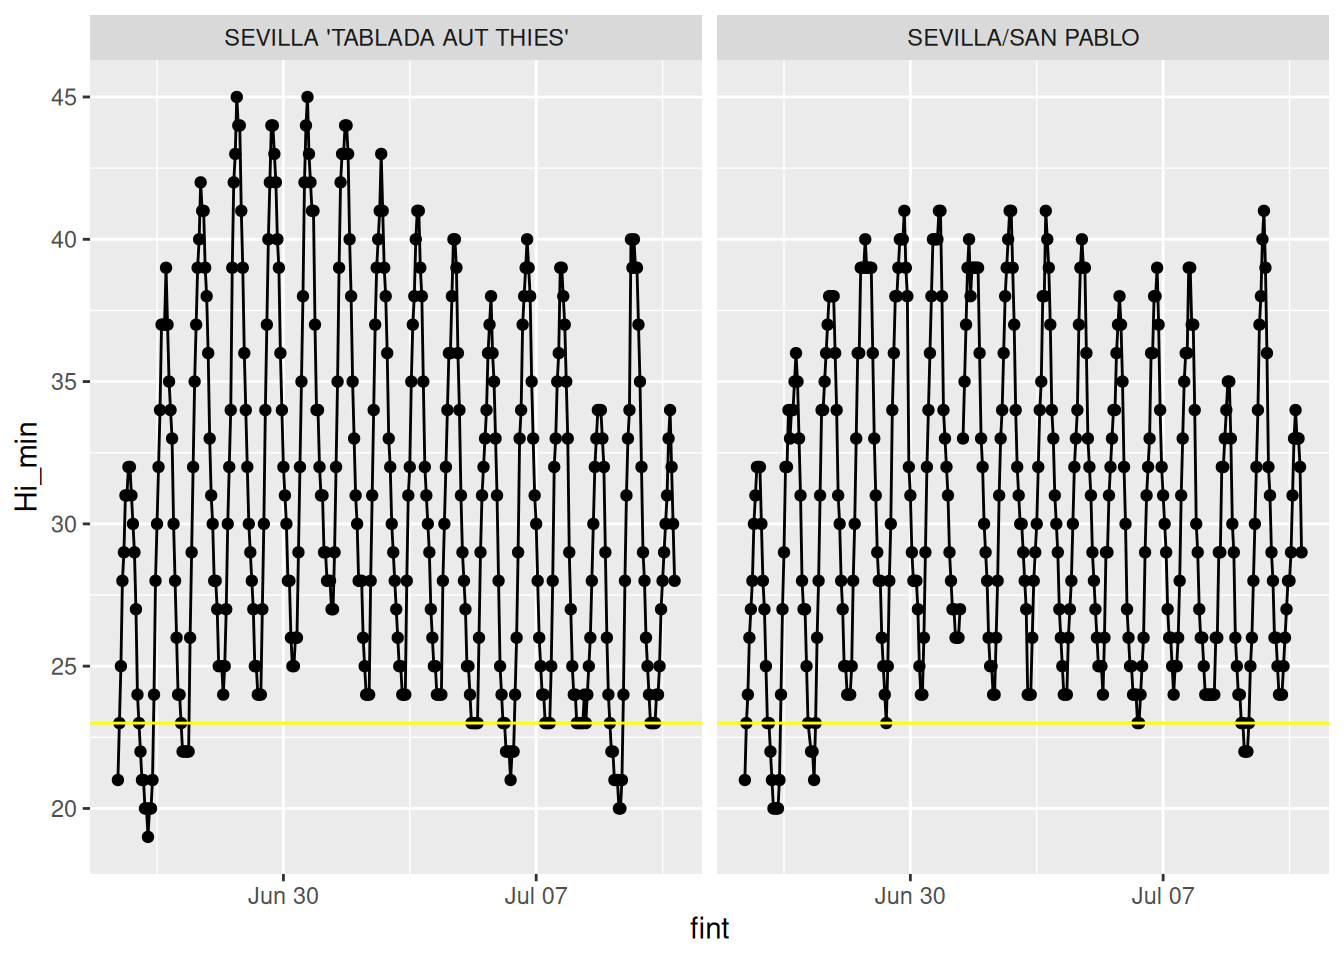 SEVILLA 'TABLADA AUT THIES'
SEVILLA/SAN PABLO
45
40
35
30
25
20
Hi_min
Jun 30
Jul 07
Jun 30
Jul 07
fint